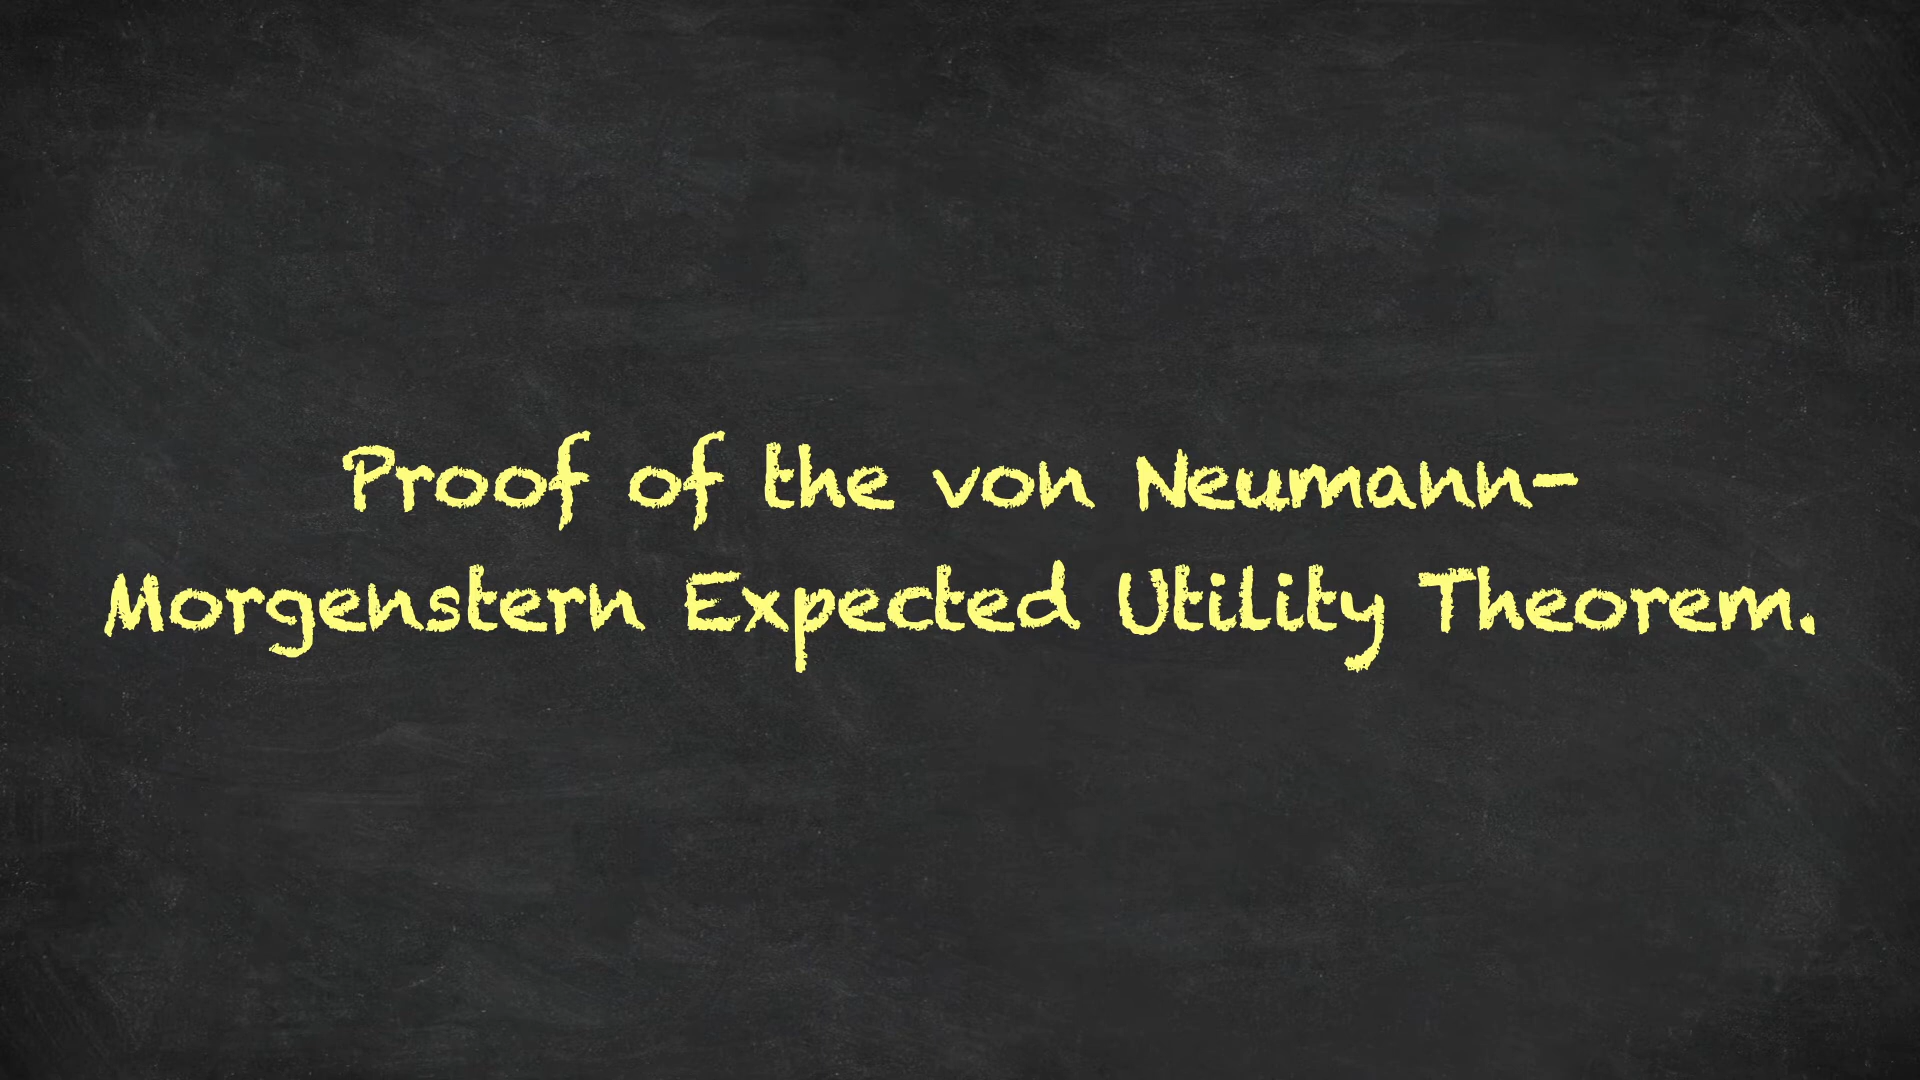 Proof of the von Neumann-
Morgenstern Expected Utility Theorem.